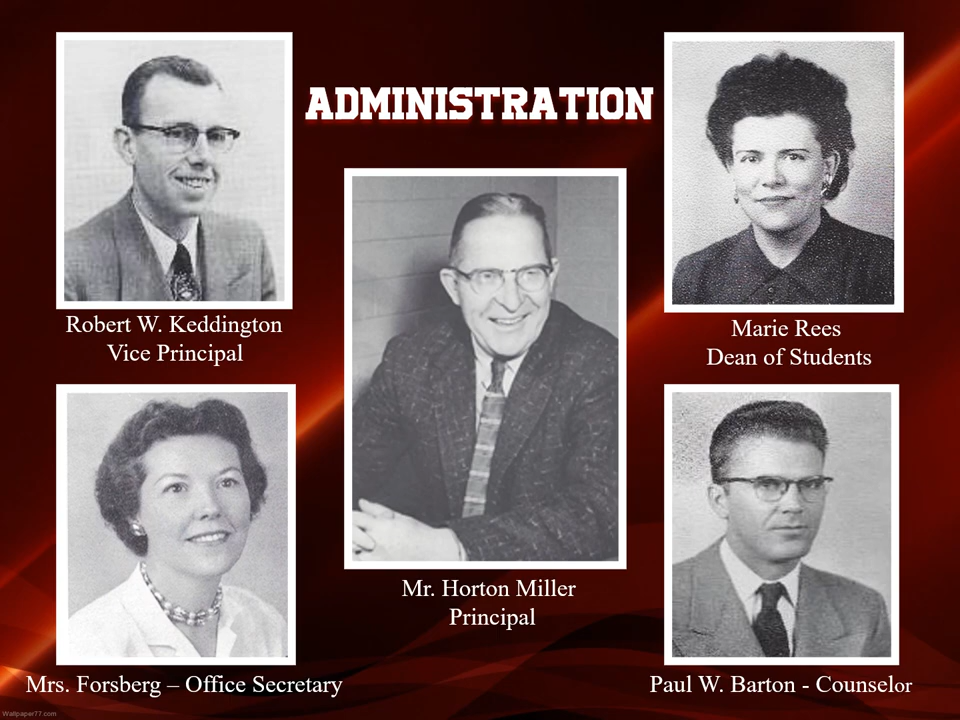 ADMINISTRATION
Robert W. Keddington
Vice Principal
Marie Rees
Dean of Students
Mr. Horton Miller
Principal
Mrs. Forsberg – Office Secretary
Paul W. Barton - Counselor
Wallpaper77.com